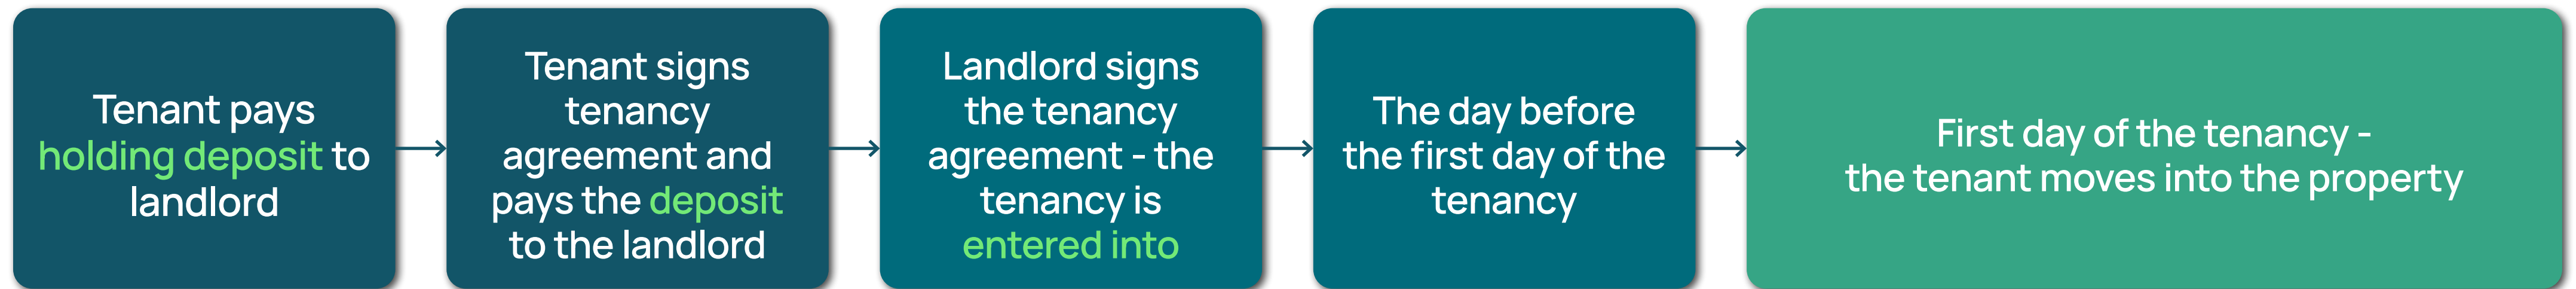 Tenant pays
holding deposit to
landlord
Tenant signs
tenancy
agreement and
pays the deposit
to the landlord
Landlord signs
the tenancy
agreement - the
tenancy is
entered into
The day before
the first day of the
tenancy
First day of the tenancy -
the tenant moves into the property